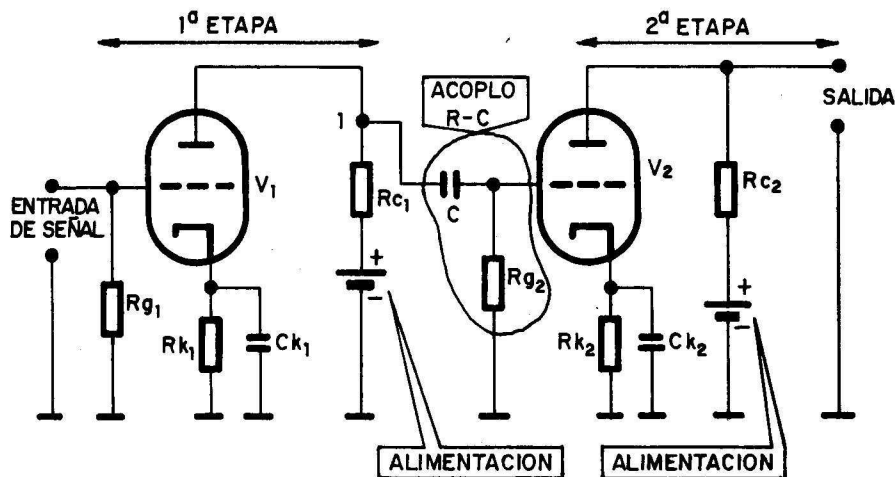 1ª ETAPA
2ª ETAPA
ACOPLO
R-C
SALIDA
1
V1
Rc1
C
V2
Rc2
ENTRADA
DE SEÑAL
+
-
+
-
Rg1
Rg2
Rk1
Ck1
Rk2
Ck2
ALIMENTACION
ALIMENTACION